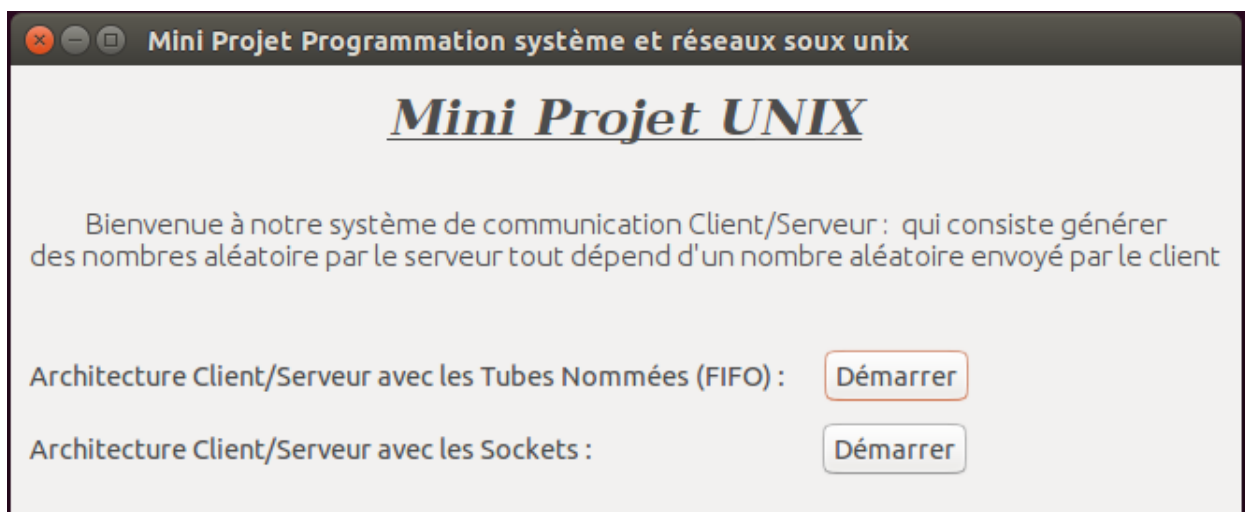 Mini Projet Programmation système et réseaux soux unix
Mini Projet UNIX
Bienvenue à notre système de communication Client/Serveur :  qui consiste générer
des nombres aléatoire par le serveur tout dépend d'un nombre aléatoire envoyé par le client
Architecture Client/Serveur avec les Tubes Nommées (FIFO) : Démarrer
Architecture Client/Serveur avec les Sockets : Démarrer